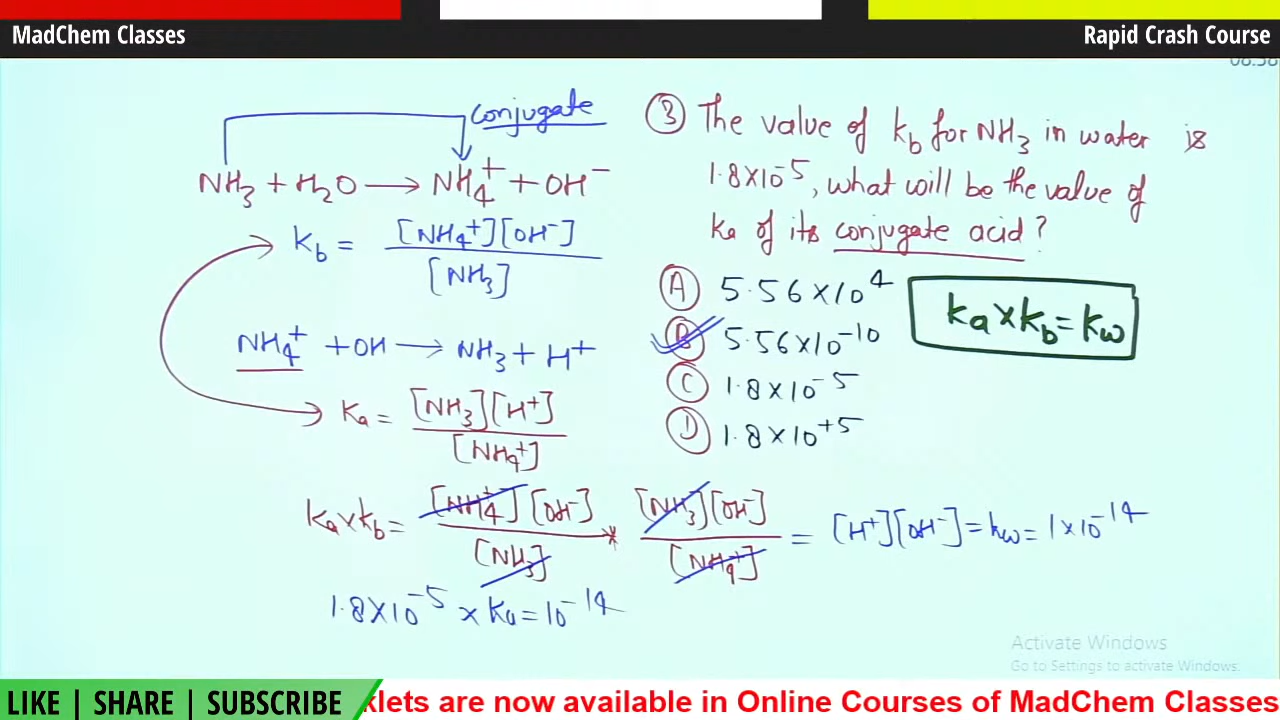 MadChem Classes
Rapid Crash Course
conjugate
NH₃ + H₂O → NH₄⁺ + OH⁻
Kb = [NH₄⁺][OH⁻] / [NH₃]
NH₄⁺ + OH → NH₃ + H⁺
Ka = [NH₃][H⁺] / [NH₄⁺]
③ The value of Kb for NH₃ in water is
1.8×10⁻⁵, what will be the value of
Ka of its conjugate acid?
Ⓐ 5.56×10⁴
Ⓑ 5.56×10⁻¹⁰
Ⓒ 1.8×10⁻⁵
Ⓓ 1.8×10⁺⁵
Ka×Kb=Kw
Ka×Kb = [NH₄⁺][OH⁻] / [NH₃] * [NH₃][OH⁻] / [NH₄⁺] = [H⁺][OH⁻] = Kw = 1×10⁻¹⁴
1.8×10⁻⁵ × Ka = 10⁻¹⁴
Activate Windows
Go to Settings to activate Windows.
LIKE | SHARE | SUBSCRIBE
klets are now available in Online Courses of MadChem Classes